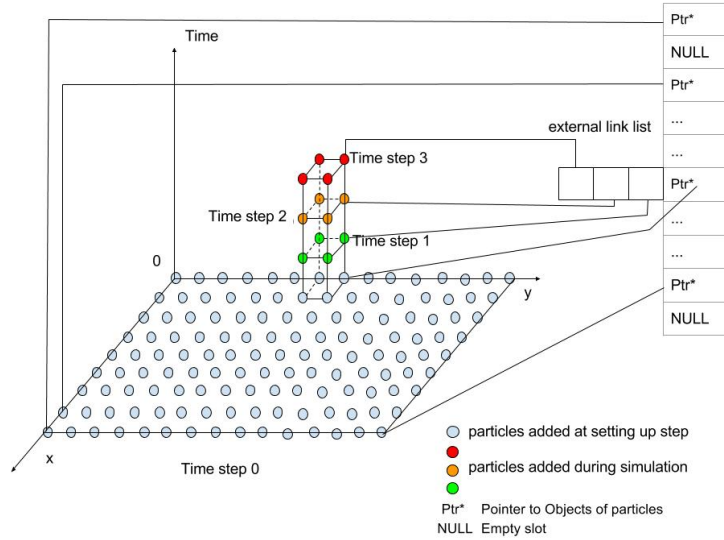 Ptr*
Time
NULL
Ptr*
...
external link list
...
Time step 3
Ptr*
Time step 2
...
Time step 1
...
0
Ptr*
y
NULL
particles added at setting up step
x
Time step 0
particles added during simulation
Ptr* Pointer to Objects of particles
NULL Empty slot